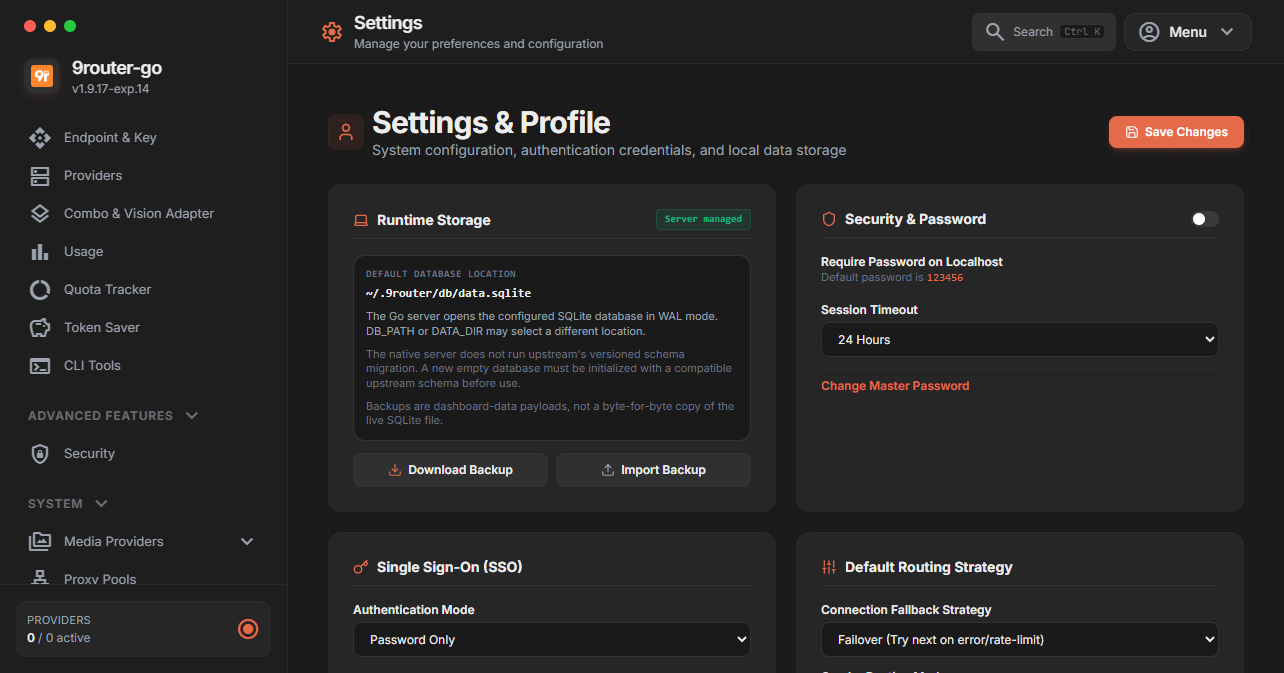 9r
9router-go
v1.9.17-exp.14
Endpoint & Key
Providers
Combo & Vision Adapter
Usage
Quota Tracker
Token Saver
CLI Tools
ADVANCED FEATURES
Security
SYSTEM
Media Providers
Proxy Pools
PROVIDERS
0 / 0 active
Settings
Manage your preferences and configuration
Search Ctrl K
Menu
Settings & Profile
System configuration, authentication credentials, and local data storage
Save Changes
Runtime Storage
Server managed
DEFAULT DATABASE LOCATION
~/.9router/db/data.sqlite
The Go server opens the configured SQLite database in WAL mode.
DB_PATH or DATA_DIR may select a different location.
The native server does not run upstream's versioned schema
migration. A new empty database must be initialized with a compatible
upstream schema before use.
Backups are dashboard-data payloads, not a byte-for-byte copy of the
live SQLite file.
Download Backup
Import Backup
Security & Password
Require Password on Localhost
Default password is 123456
Session Timeout
24 Hours
Change Master Password
Single Sign-On (SSO)
Authentication Mode
Password Only
Default Routing Strategy
Connection Fallback Strategy
Failover (Try next on error/rate-limit)